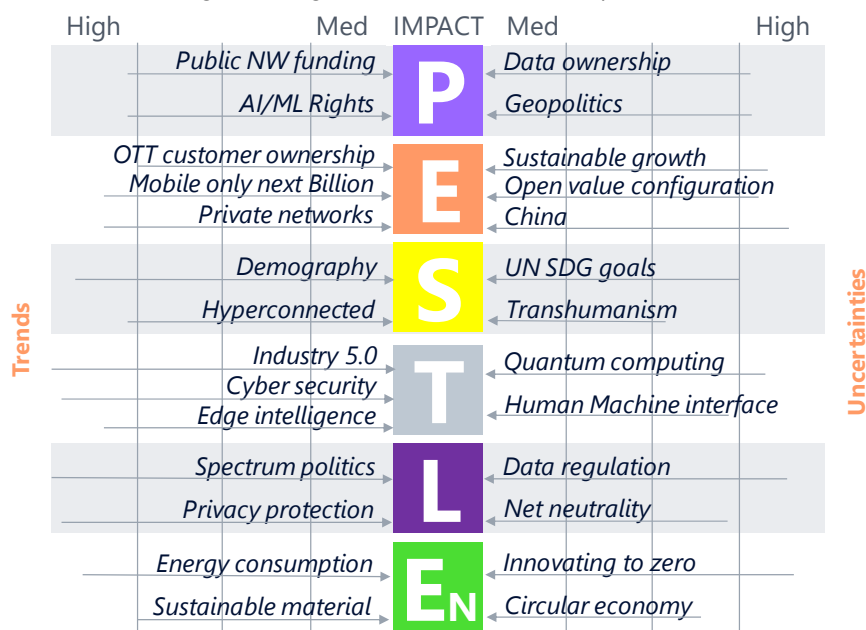 High Med IMPACT Med High
Public NW funding P Data ownership
AI/ML Rights Geopolitics
OTT customer ownership E Sustainable growth
Mobile only next Billion Open value configuration
Private networks China
Demography S UN SDG goals
Hyperconnected Transhumanism
Trends
Uncertainties
Industry 5.0 T Quantum computing
Cyber security
Edge intelligence Human Machine interface
Spectrum politics L Data regulation
Privacy protection Net neutrality
Energy consumption EN Innovating to zero
Sustainable material Circular economy